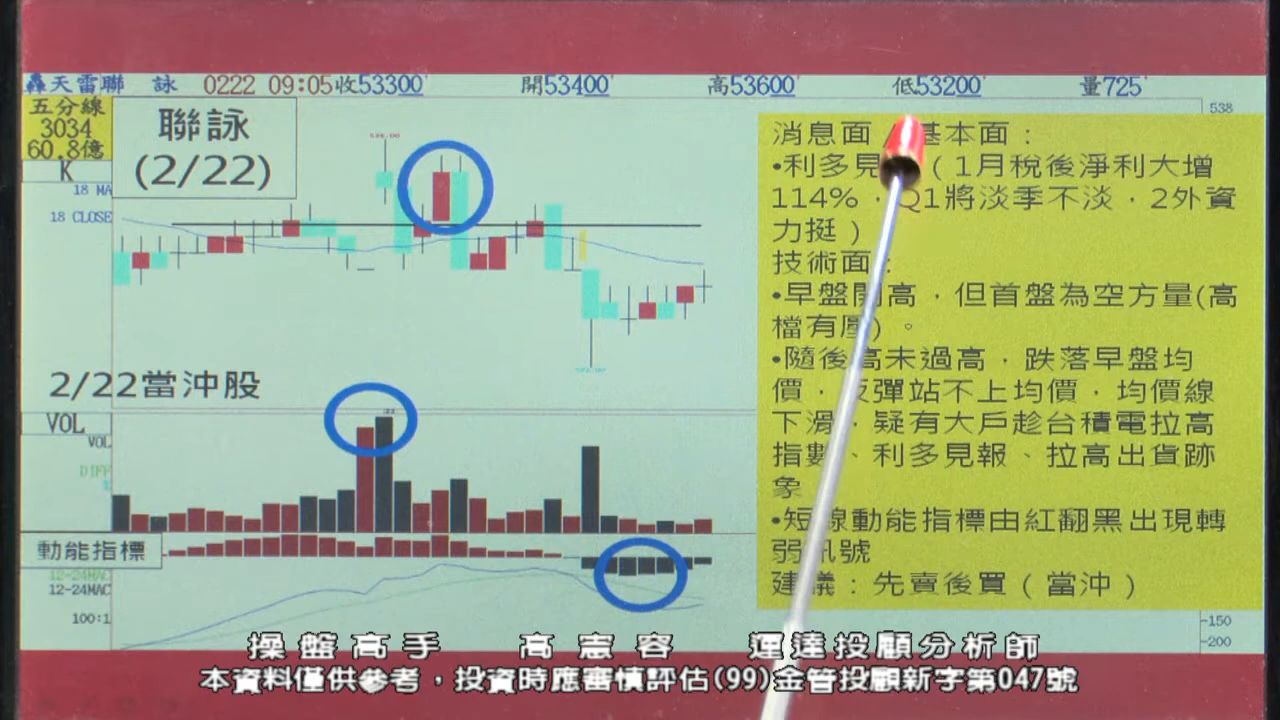 轟天雷聯 詠 0222 09:05收53300 開53400 高53600 低53200 量725
五分線
3034
60.8億
K
聯詠
(2/22)
18 MA
18 CLOSE
538
2/22當沖股
VOL
VOL
DIFF
動能指標
12-24MAC
12-24MAC
100:1
-150
-200
消息面 基本面:
•利多見 (1月稅後淨利大增
114%,Q1將淡季不淡,2外資
力挺)
技術面:
•早盤開高,但首盤為空方量(高
檔有壓)。
•隨後高未過高,跌落早盤均
價,反彈站不上均價,均價線
下滑,疑有大戶趁台積電拉高
指數、利多見報、拉高出貨跡
象
•短線動能指標由紅翻黑出現轉
弱訊號
建議:先賣後買(當沖)
操盤高手 高憲容 運達投顧分析師
本資料僅供參考,投資時應審慎評估(99)金管投顧新字第047號